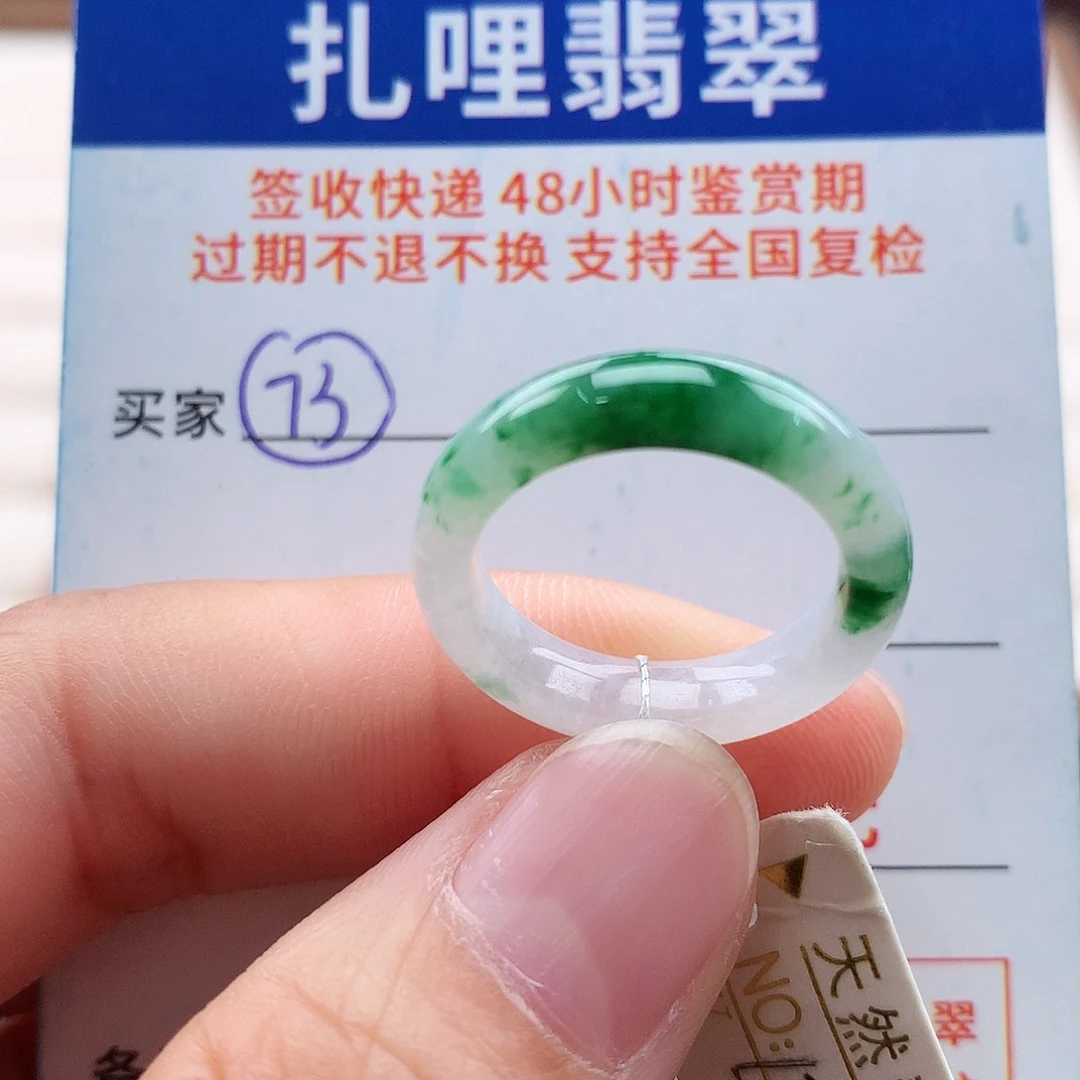 扎哩翡翠
签收快递 48小时鉴赏期
过期不退不换 支持全国复检
买家 73
各
天然
NO:
翠